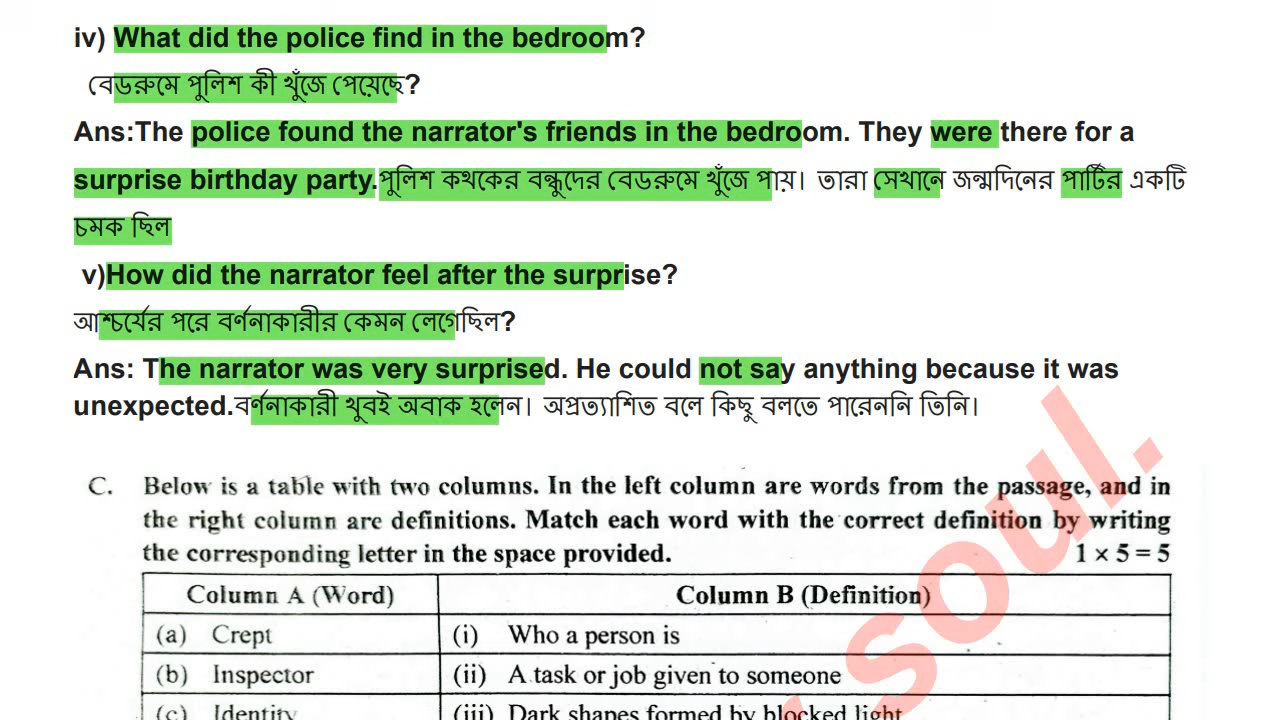 iv) What did the police find in the bedroom?
বেডরুমে পুলিশ কী খুঁজে পেয়েছে?
Ans:The police found the narrator's friends in the bedroom. They were there for a
surprise birthday party.পুলিশ কথকের বন্ধুদের বেডরুমে খুঁজে পায়। তারা সেখানে জন্মদিনের পার্টির একটি
চমক ছিল
v)How did the narrator feel after the surprise?
আশ্চর্যের পরে বর্ণনাকারীর কেমন লেগেছিল?
Ans: The narrator was very surprised. He could not say anything because it was
unexpected.বর্ণনাকারী খুবই অবাক হলেন। অপ্রত্যাশিত বলে কিছু বলতে পারেননি তিনি।
C. Below is a table with two columns. In the left column are words from the passage, and in
the right column are definitions. Match each word with the correct definition by writing
the corresponding letter in the space provided. 1 × 5 = 5
Column A (Word) Column B (Definition)
(a) Crept (i) Who a person is
(b) Inspector (ii) A task or job given to someone
(c) Identity (iii) Dark shapes formed by blocked light
soul.